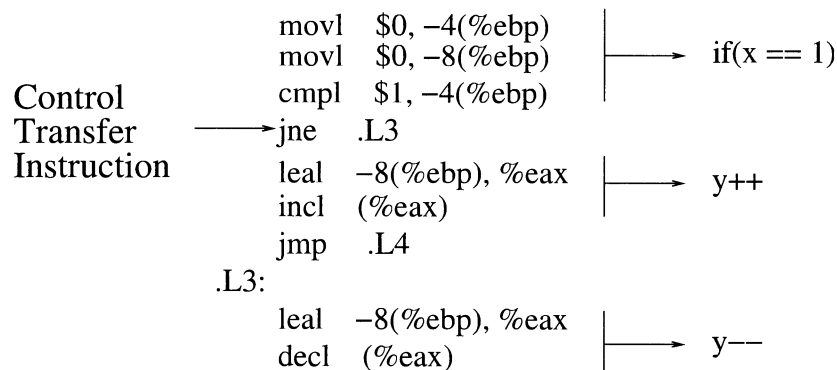 movl $0, −4(%ebp)
movl $0, −8(%ebp)
if(x == 1)
cmpl $1, −4(%ebp)
Control
Transfer
Instruction
jne .L3
leal −8(%ebp), %eax
y++
incl (%eax)
jmp .L4
.L3:
leal −8(%ebp), %eax
y−−
decl (%eax)